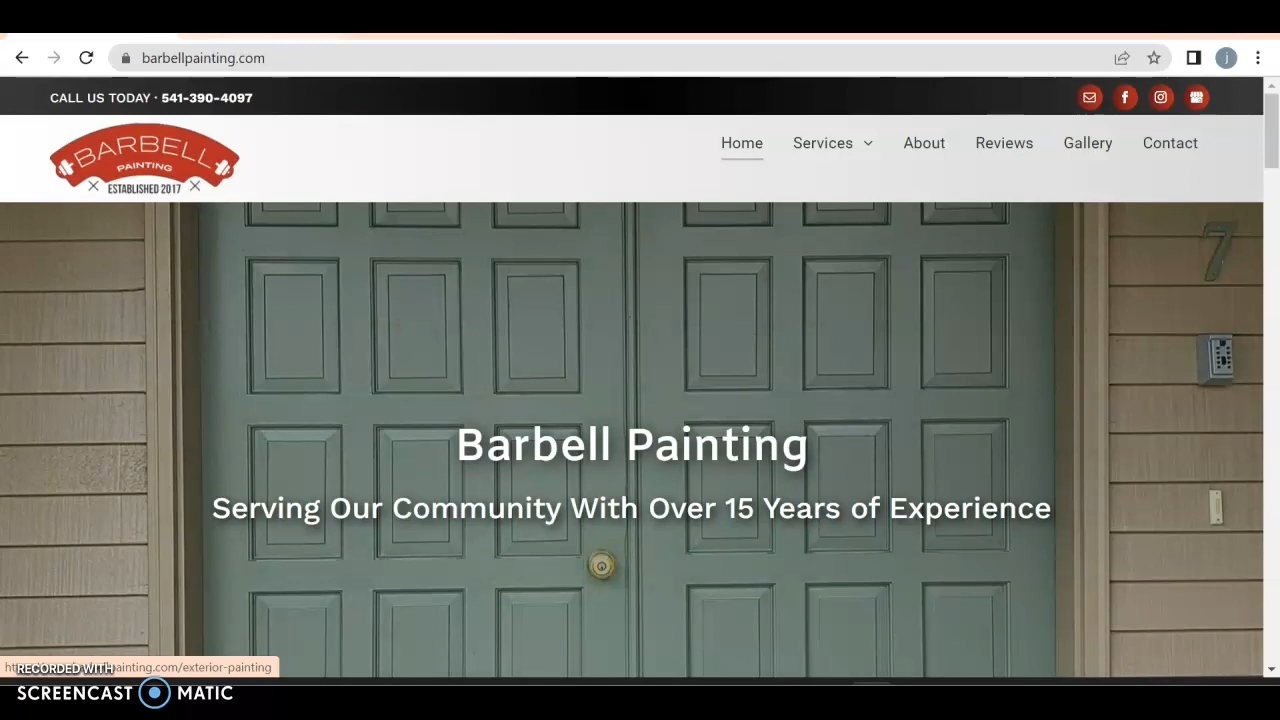 barbellpainting.com
j
CALL US TODAY · 541-390-4097
BARBELL
PAINTING
ESTABLISHED 2017
Home Services About Reviews Gallery Contact
7
Barbell Painting
Serving Our Community With Over 15 Years of Experience
painting.com/exterior-painting
RECORDED WITH
SCREENCAST MATIC